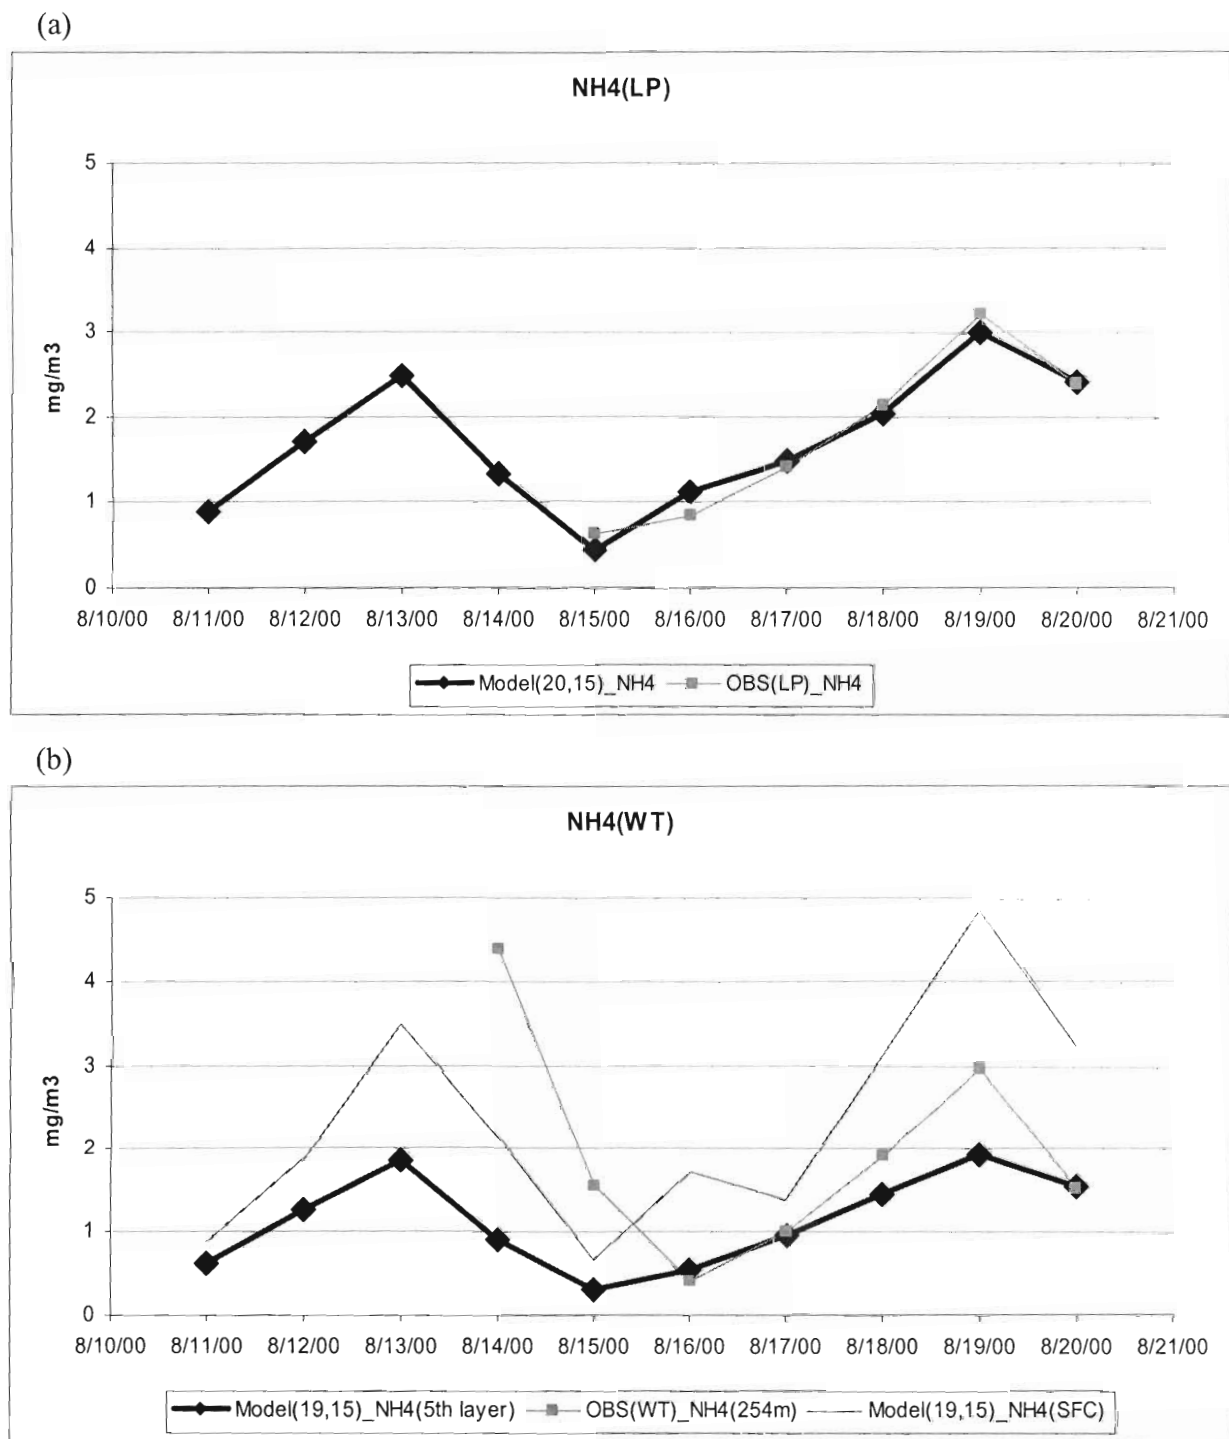 (a)
NH4(LP)
5
4
3
2
1
0
mg/m3
8/10/00 8/11/00 8/12/00 8/13/00 8/14/00 8/15/00 8/16/00 8/17/00 8/18/00 8/19/00 8/20/00 8/21/00
Model(20,15)_NH4 OBS(LP)_NH4
(b)
NH4(WT)
5
4
3
2
1
0
mg/m3
8/10/00 8/11/00 8/12/00 8/13/00 8/14/00 8/15/00 8/16/00 8/17/00 8/18/00 8/19/00 8/20/00 8/21/00
Model(19,15)_NH4(5th layer) OBS(WT)_NH4(254m) Model(19,15)_NH4(SFC)